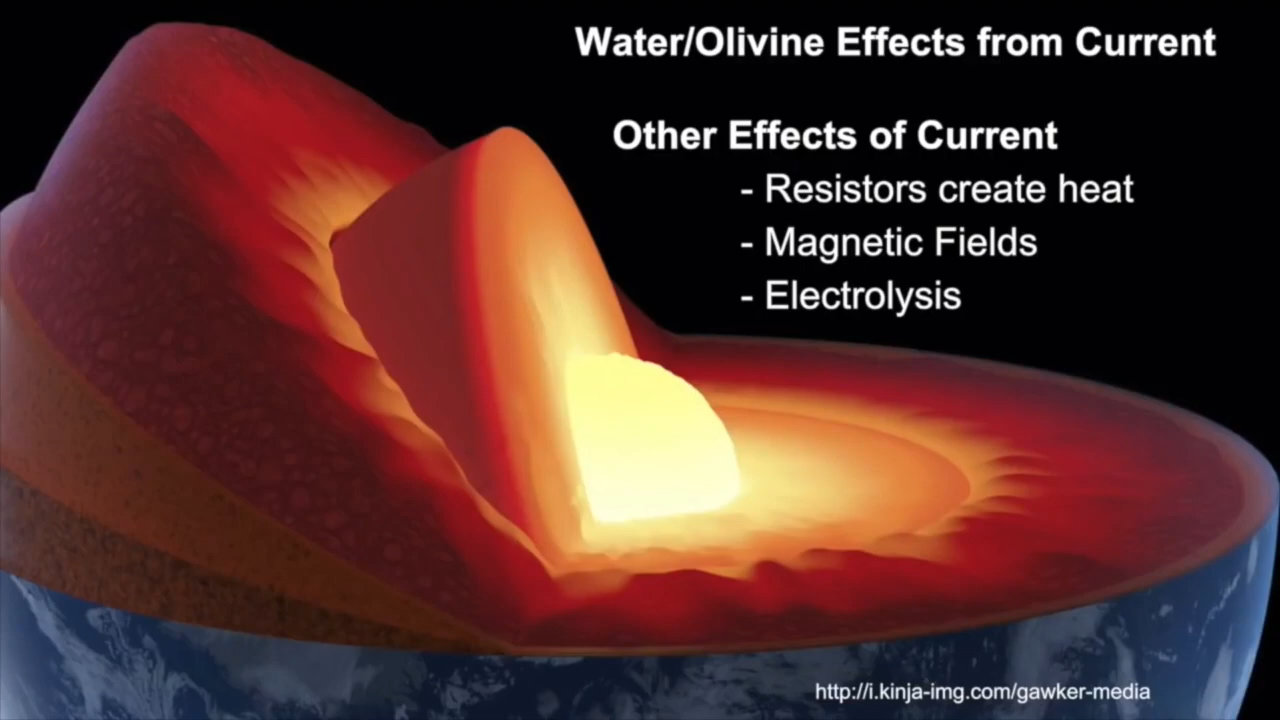 Water/Olivine Effects from Current
Other Effects of Current
- Resistors create heat
- Magnetic Fields
- Electrolysis
http://i.kinja-img.com/gawker-media